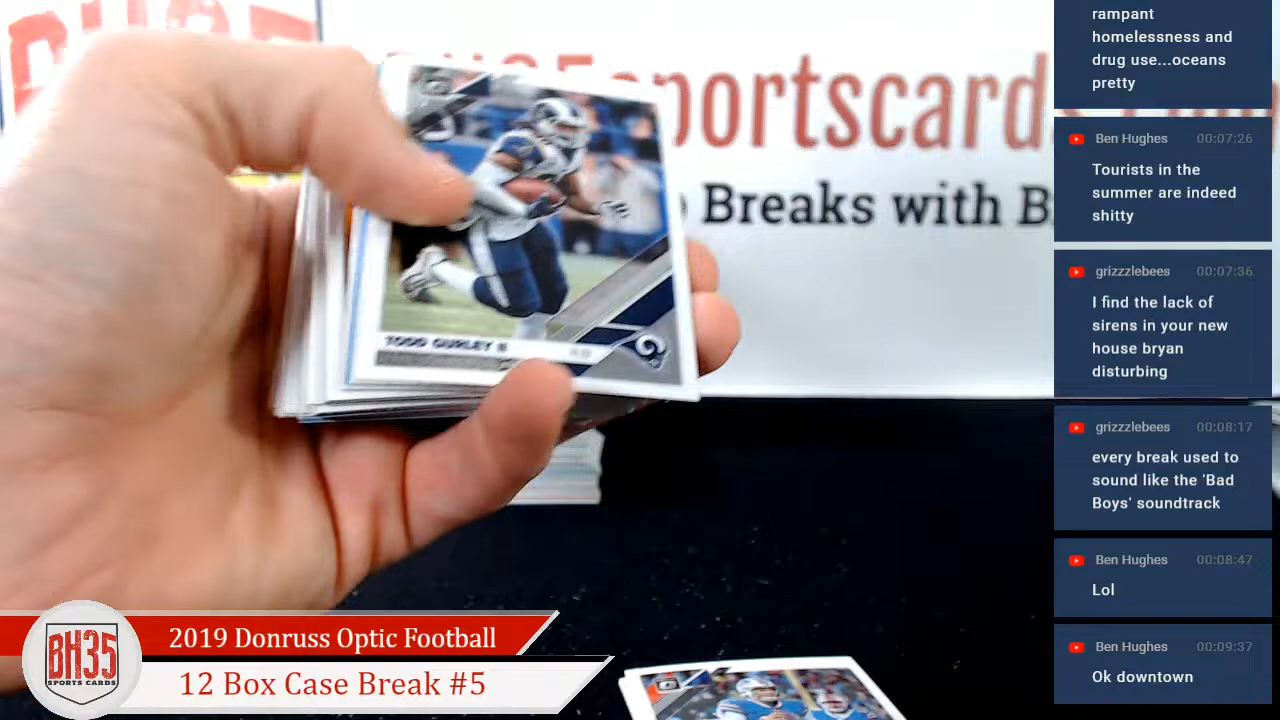 portscard
Breaks with B
TODD GURLEY II
rampant
homelessness and
drug use...oceans
pretty
Ben Hughes 00:07:26
Tourists in the
summer are indeed
shitty
grizzzlebees 00:07:36
I find the lack of
sirens in your new
house bryan
disturbing
grizzzlebees 00:08:17
every break used to
sound like the 'Bad
Boys' soundtrack
Ben Hughes 00:08:47
Lol
Ben Hughes 00:09:37
Ok downtown
BH35
SPORTS CARDS
2019 Donruss Optic Football
12 Box Case Break #5